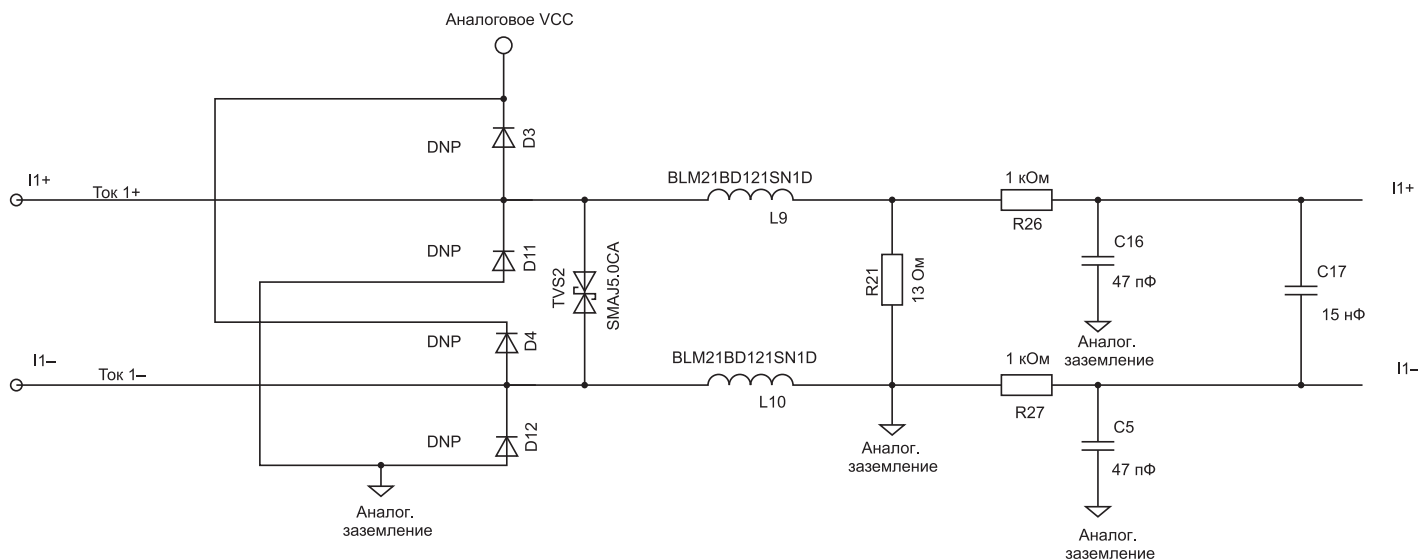 Аналоговое VCC
DNP
D3
I1+
Ток 1+
BLM21BD121SN1D
L9
1 кОм
R26
I1+
DNP
D11
TVS2
SMAJ5.0CA
R21
13 Ом
C16
47 пФ
Аналог.
заземление
C17
15 нФ
DNP
D4
I1–
Ток 1–
BLM21BD121SN1D
L10
1 кОм
R27
I1–
DNP
D12
Аналог.
заземление
Аналог.
заземление
C5
47 пФ
Аналог.
заземление